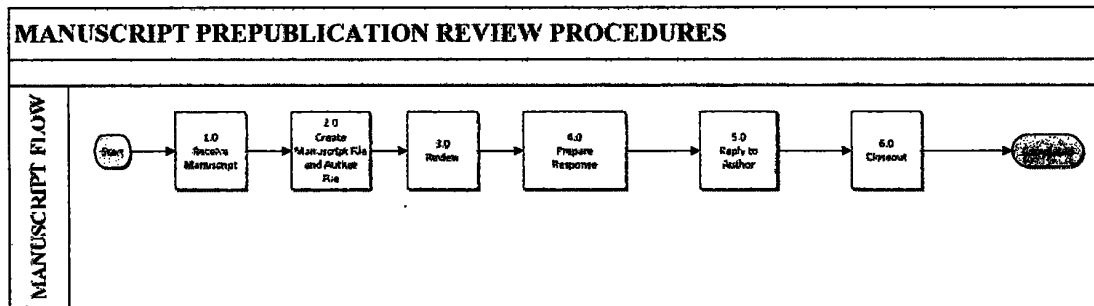 MANUSCRIPT PREPUBLICATION REVIEW PROCEDURES
MANUSCRIPT FLOW
Start
1.0
Receive
Manuscript
2.0
Create
Manuscript File
and Author
File
3.0
Review
4.0
Prepare
Response
5.0
Reply to
Author
6.0
Closeout